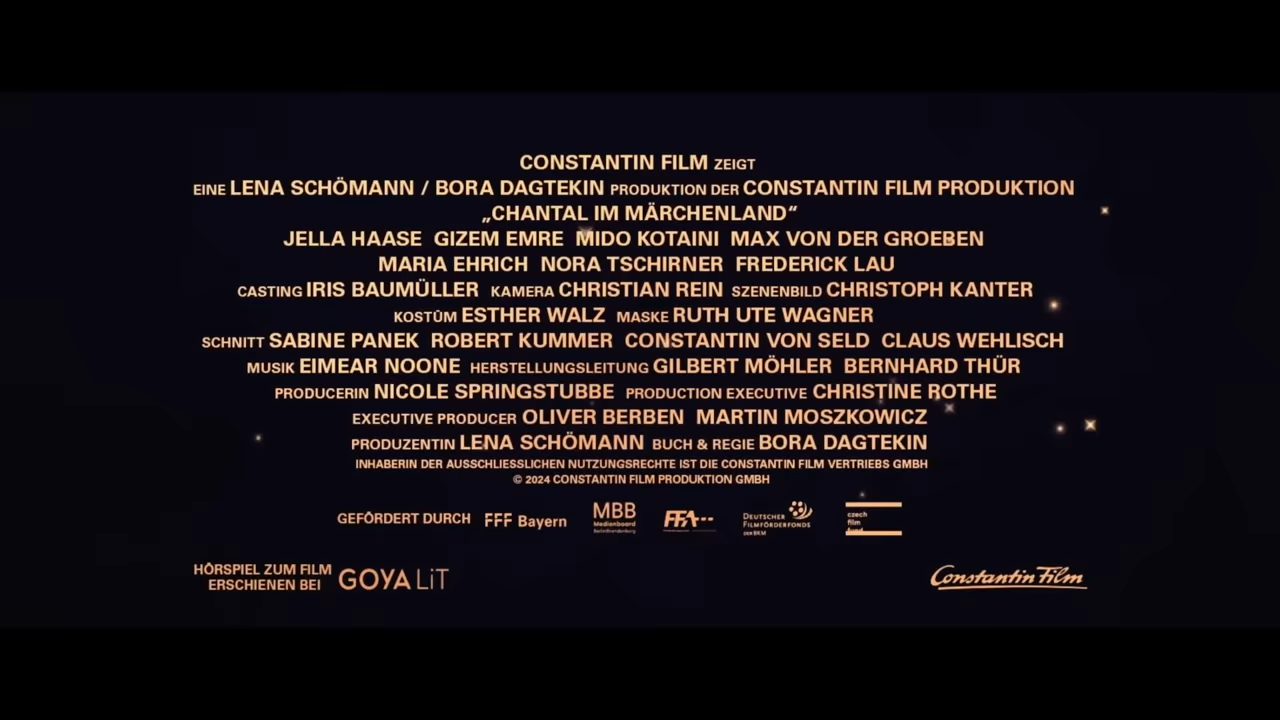 CONSTANTIN FILM ZEIGT
EINE LENA SCHÖMANN / BORA DAGTEKIN PRODUKTION DER CONSTANTIN FILM PRODUKTION
„CHANTAL IM MÄRCHENLAND“
JELLA HAASE GIZEM EMRE MIDO KOTAINI MAX VON DER GROEBEN
MARIA EHRICH NORA TSCHIRNER FREDERICK LAU
CASTING IRIS BAUMÜLLER KAMERA CHRISTIAN REIN SZENENBILD CHRISTOPH KANTER
KOSTÜM ESTHER WALZ MASKE RUTH UTE WAGNER
SCHNITT SABINE PANEK ROBERT KUMMER CONSTANTIN VON SELD CLAUS WEHLISCH
MUSIK EIMEAR NOONE HERSTELLUNGSLEITUNG GILBERT MÖHLER BERNHARD THÜR
PRODUCERIN NICOLE SPRINGSTUBBE PRODUCTION EXECUTIVE CHRISTINE ROTHE
EXECUTIVE PRODUCER OLIVER BERBEN MARTIN MOSZKOWICZ
PRODUZENTIN LENA SCHÖMANN BUCH & REGIE BORA DAGTEKIN
INHABERIN DER AUSSCHLIESSLICHEN NUTZUNGSRECHTE IST DIE CONSTANTIN FILM VERTRIEBS GMBH
© 2024 CONSTANTIN FILM PRODUKTION GMBH
GEFÖRDERT DURCH FFF Bayern
MBB
Medienboard
BerlinBrandenburg
FFA
DEUTSCHER
FILMFÖRDERFONDS
DER BKM
czech
film
fund
HÖRSPIEL ZUM FILM
ERSCHIENEN BEI
GOYA LiT
Constantin Film